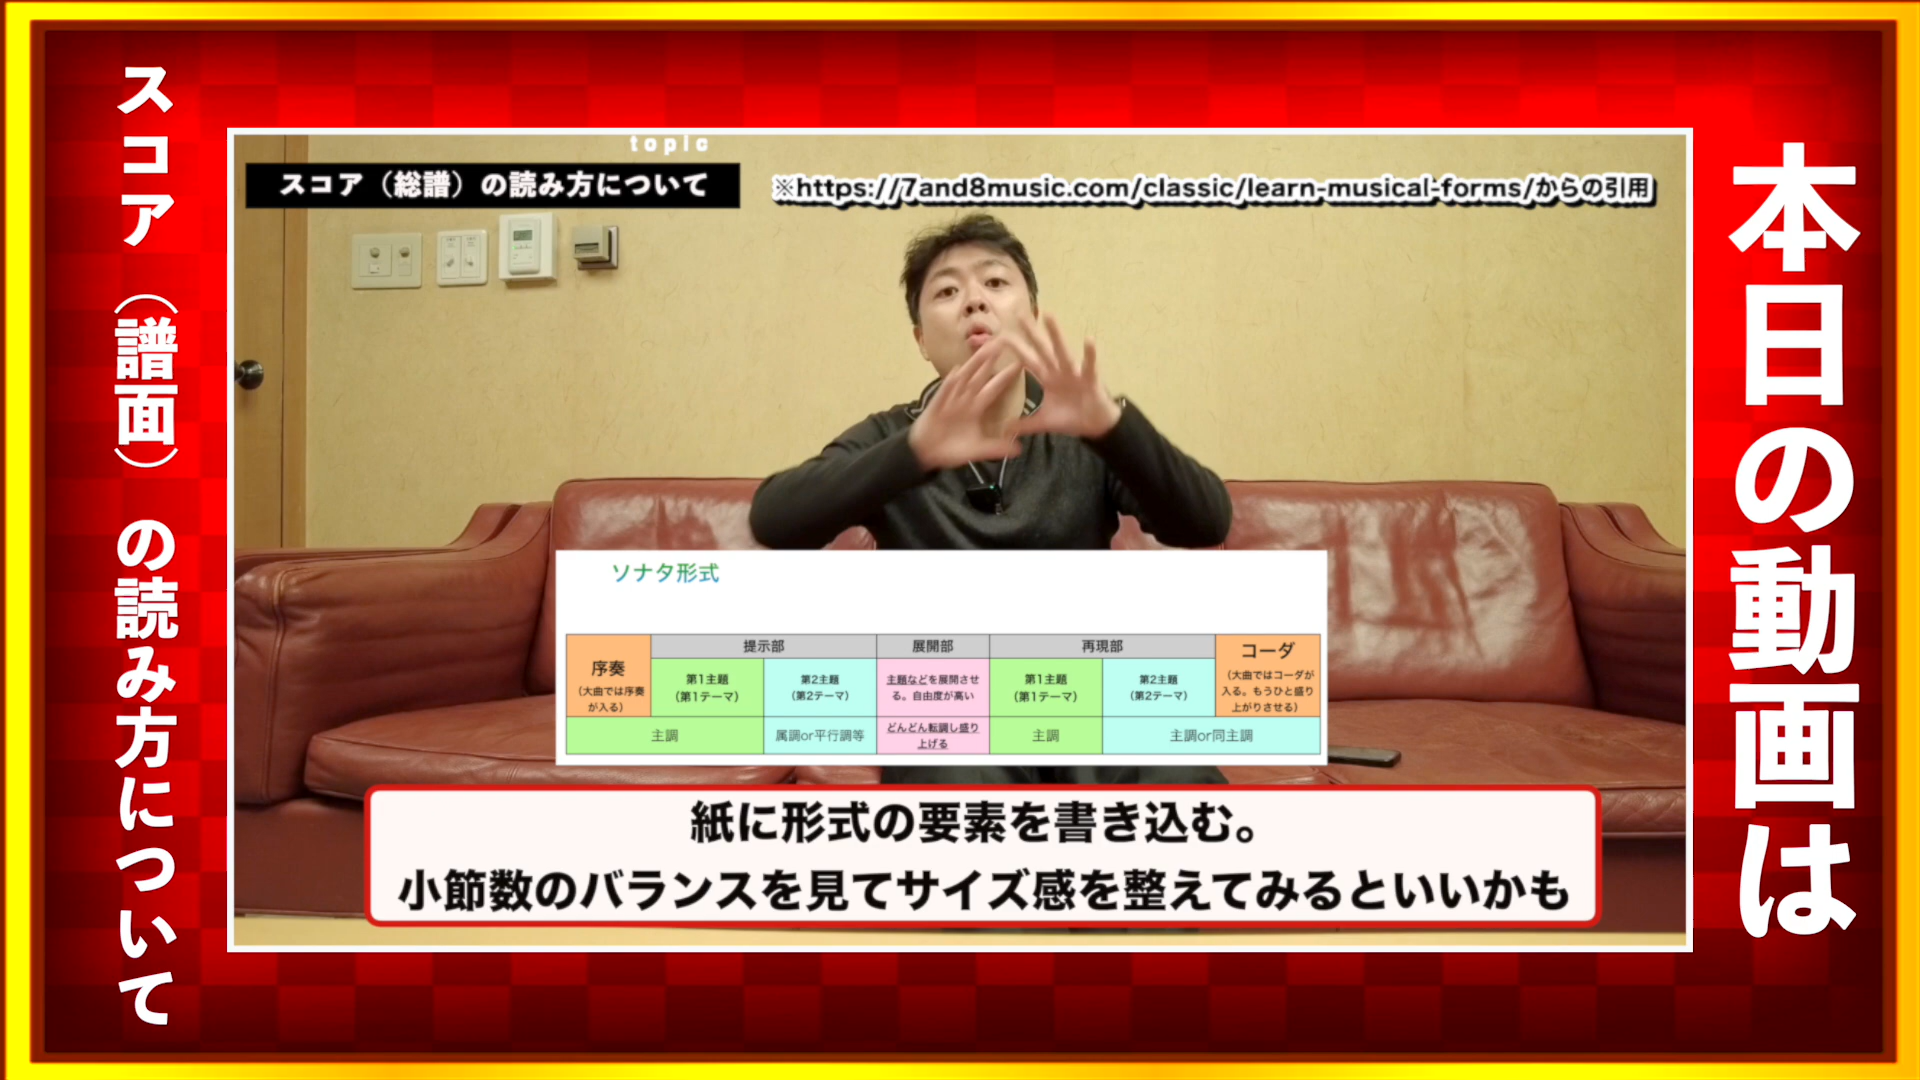 本日の動画は
スコア（譜面）の読み方について
topic
スコア（総譜）の読み方について
※https://7and8music.com/classic/learn-musical-forms/からの引用
ソナタ形式
序奏
（大曲では序奏
が入る）
提示部
展開部
再現部
コーダ
（大曲ではコーダが
入る。もうひと盛り
上がりさせる）
第1主題
（第1テーマ）
第2主題
（第2テーマ）
主題などを展開させ
る。自由度が高い
第1主題
（第1テーマ）
第2主題
（第2テーマ）
主調
属調or平行調等
どんどん転調し盛り
上げる
主調
主調or同主調
紙に形式の要素を書き込む。
小節数のバランスを見てサイズ感を整えてみるといいかも